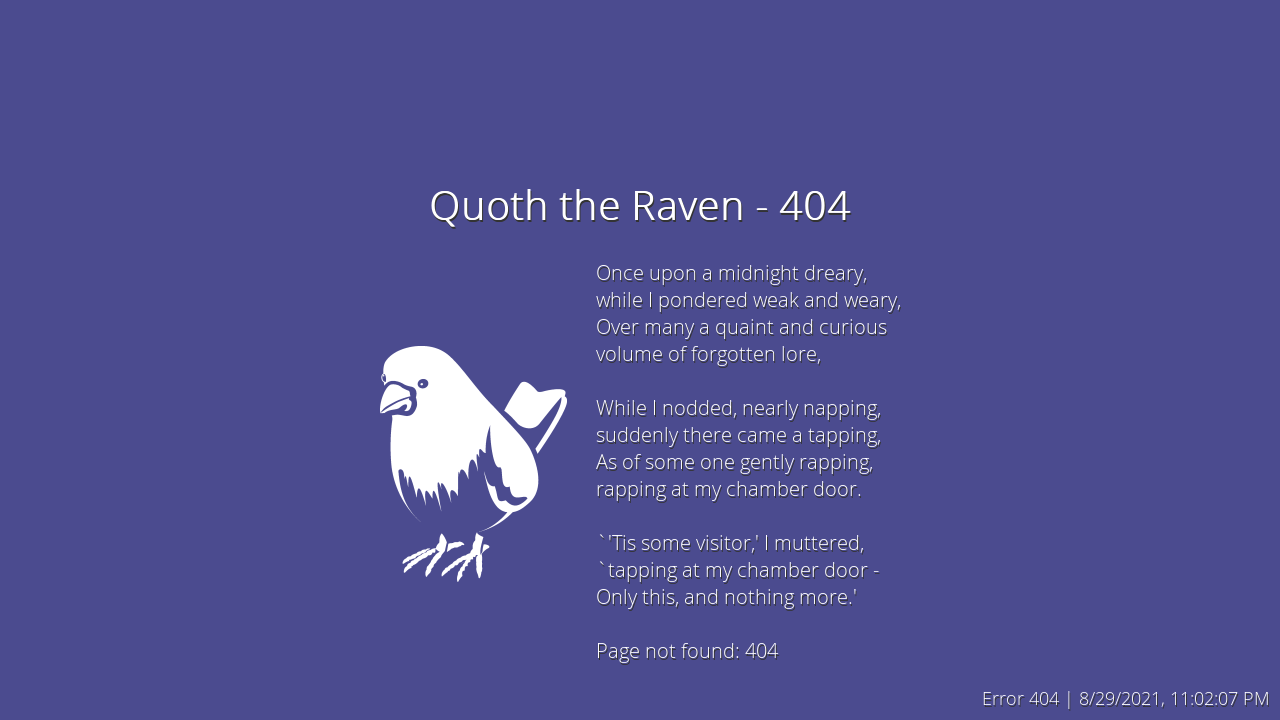 Quoth the Raven - 404
Once upon a midnight dreary,
while I pondered weak and weary,
Over many a quaint and curious
volume of forgotten lore,
While I nodded, nearly napping,
suddenly there came a tapping,
As of some one gently rapping,
rapping at my chamber door.
`'Tis some visitor,' I muttered,
`tapping at my chamber door -
Only this, and nothing more.'
Page not found: 404
Error 404 | 8/29/2021, 11:02:07 PM